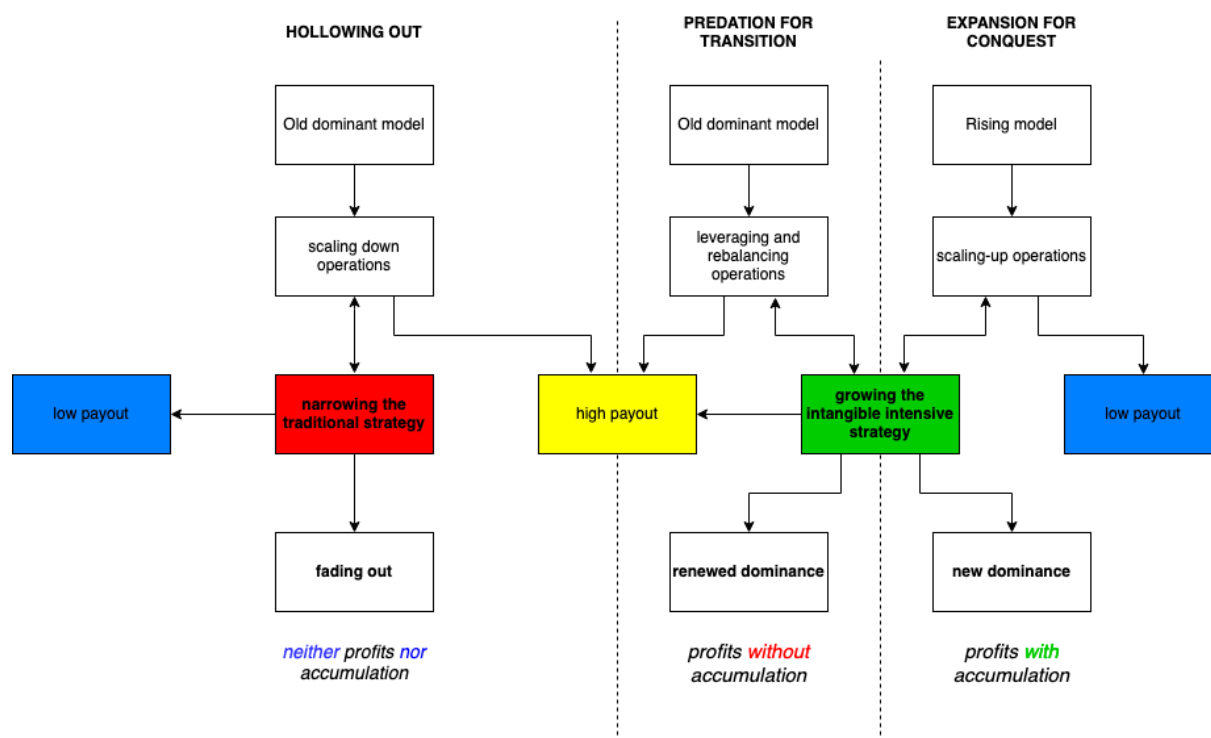 HOLLOWING OUT
PREDATION FOR
TRANSITION
EXPANSION FOR
CONQUEST
Old dominant model
Old dominant model
Rising model
scaling down
operations
leveraging and
rebalancing
operations
scaling-up operations
low payout
narrowing the
traditional strategy
high payout
growing the
intangible intensive
strategy
low payout
fading out
renewed dominance
new dominance
neither profits nor
accumulation
profits without
accumulation
profits with
accumulation